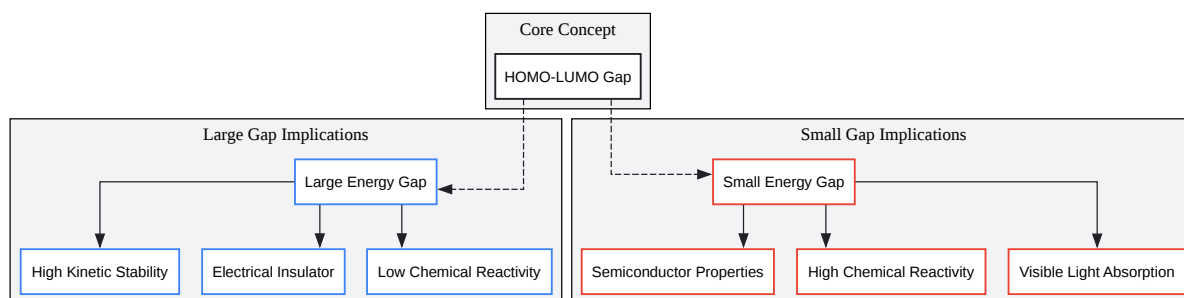 Core Concept
HOMO-LUMO Gap
Large Gap Implications
Large Energy Gap
High Kinetic Stability
Electrical Insulator
Low Chemical Reactivity
Small Gap Implications
Small Energy Gap
Semiconductor Properties
High Chemical Reactivity
Visible Light Absorption